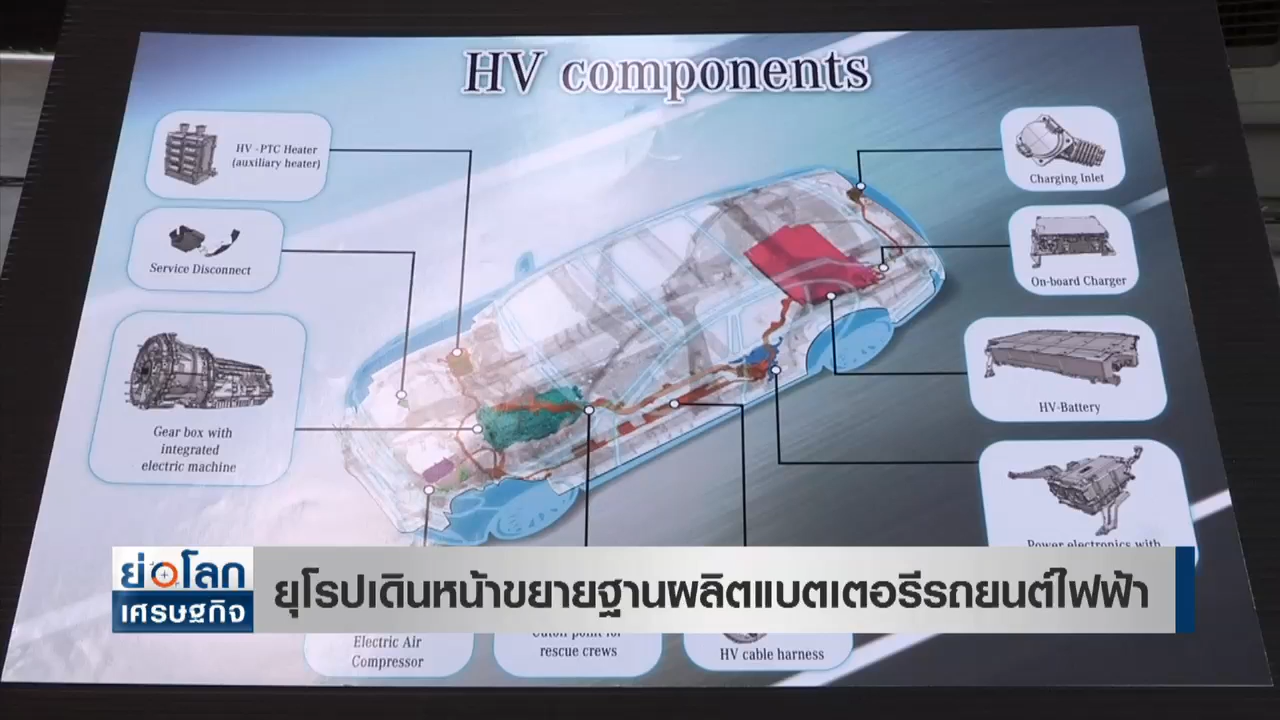 HV components
HV - PTC Heater
(auxiliary heater)
Service Disconnect
Gear box with
integrated
electric machine
Charging Inlet
On-board Charger
HV-Battery
Power electronics with
ย่อโลก
เศรษฐกิจ
ยุโรปเดินหน้าขยายฐานผลิตแบตเตอรีรถยนต์ไฟฟ้า
Electric Air
Compressor
Cutoff point for
rescue crews
HV cable harness